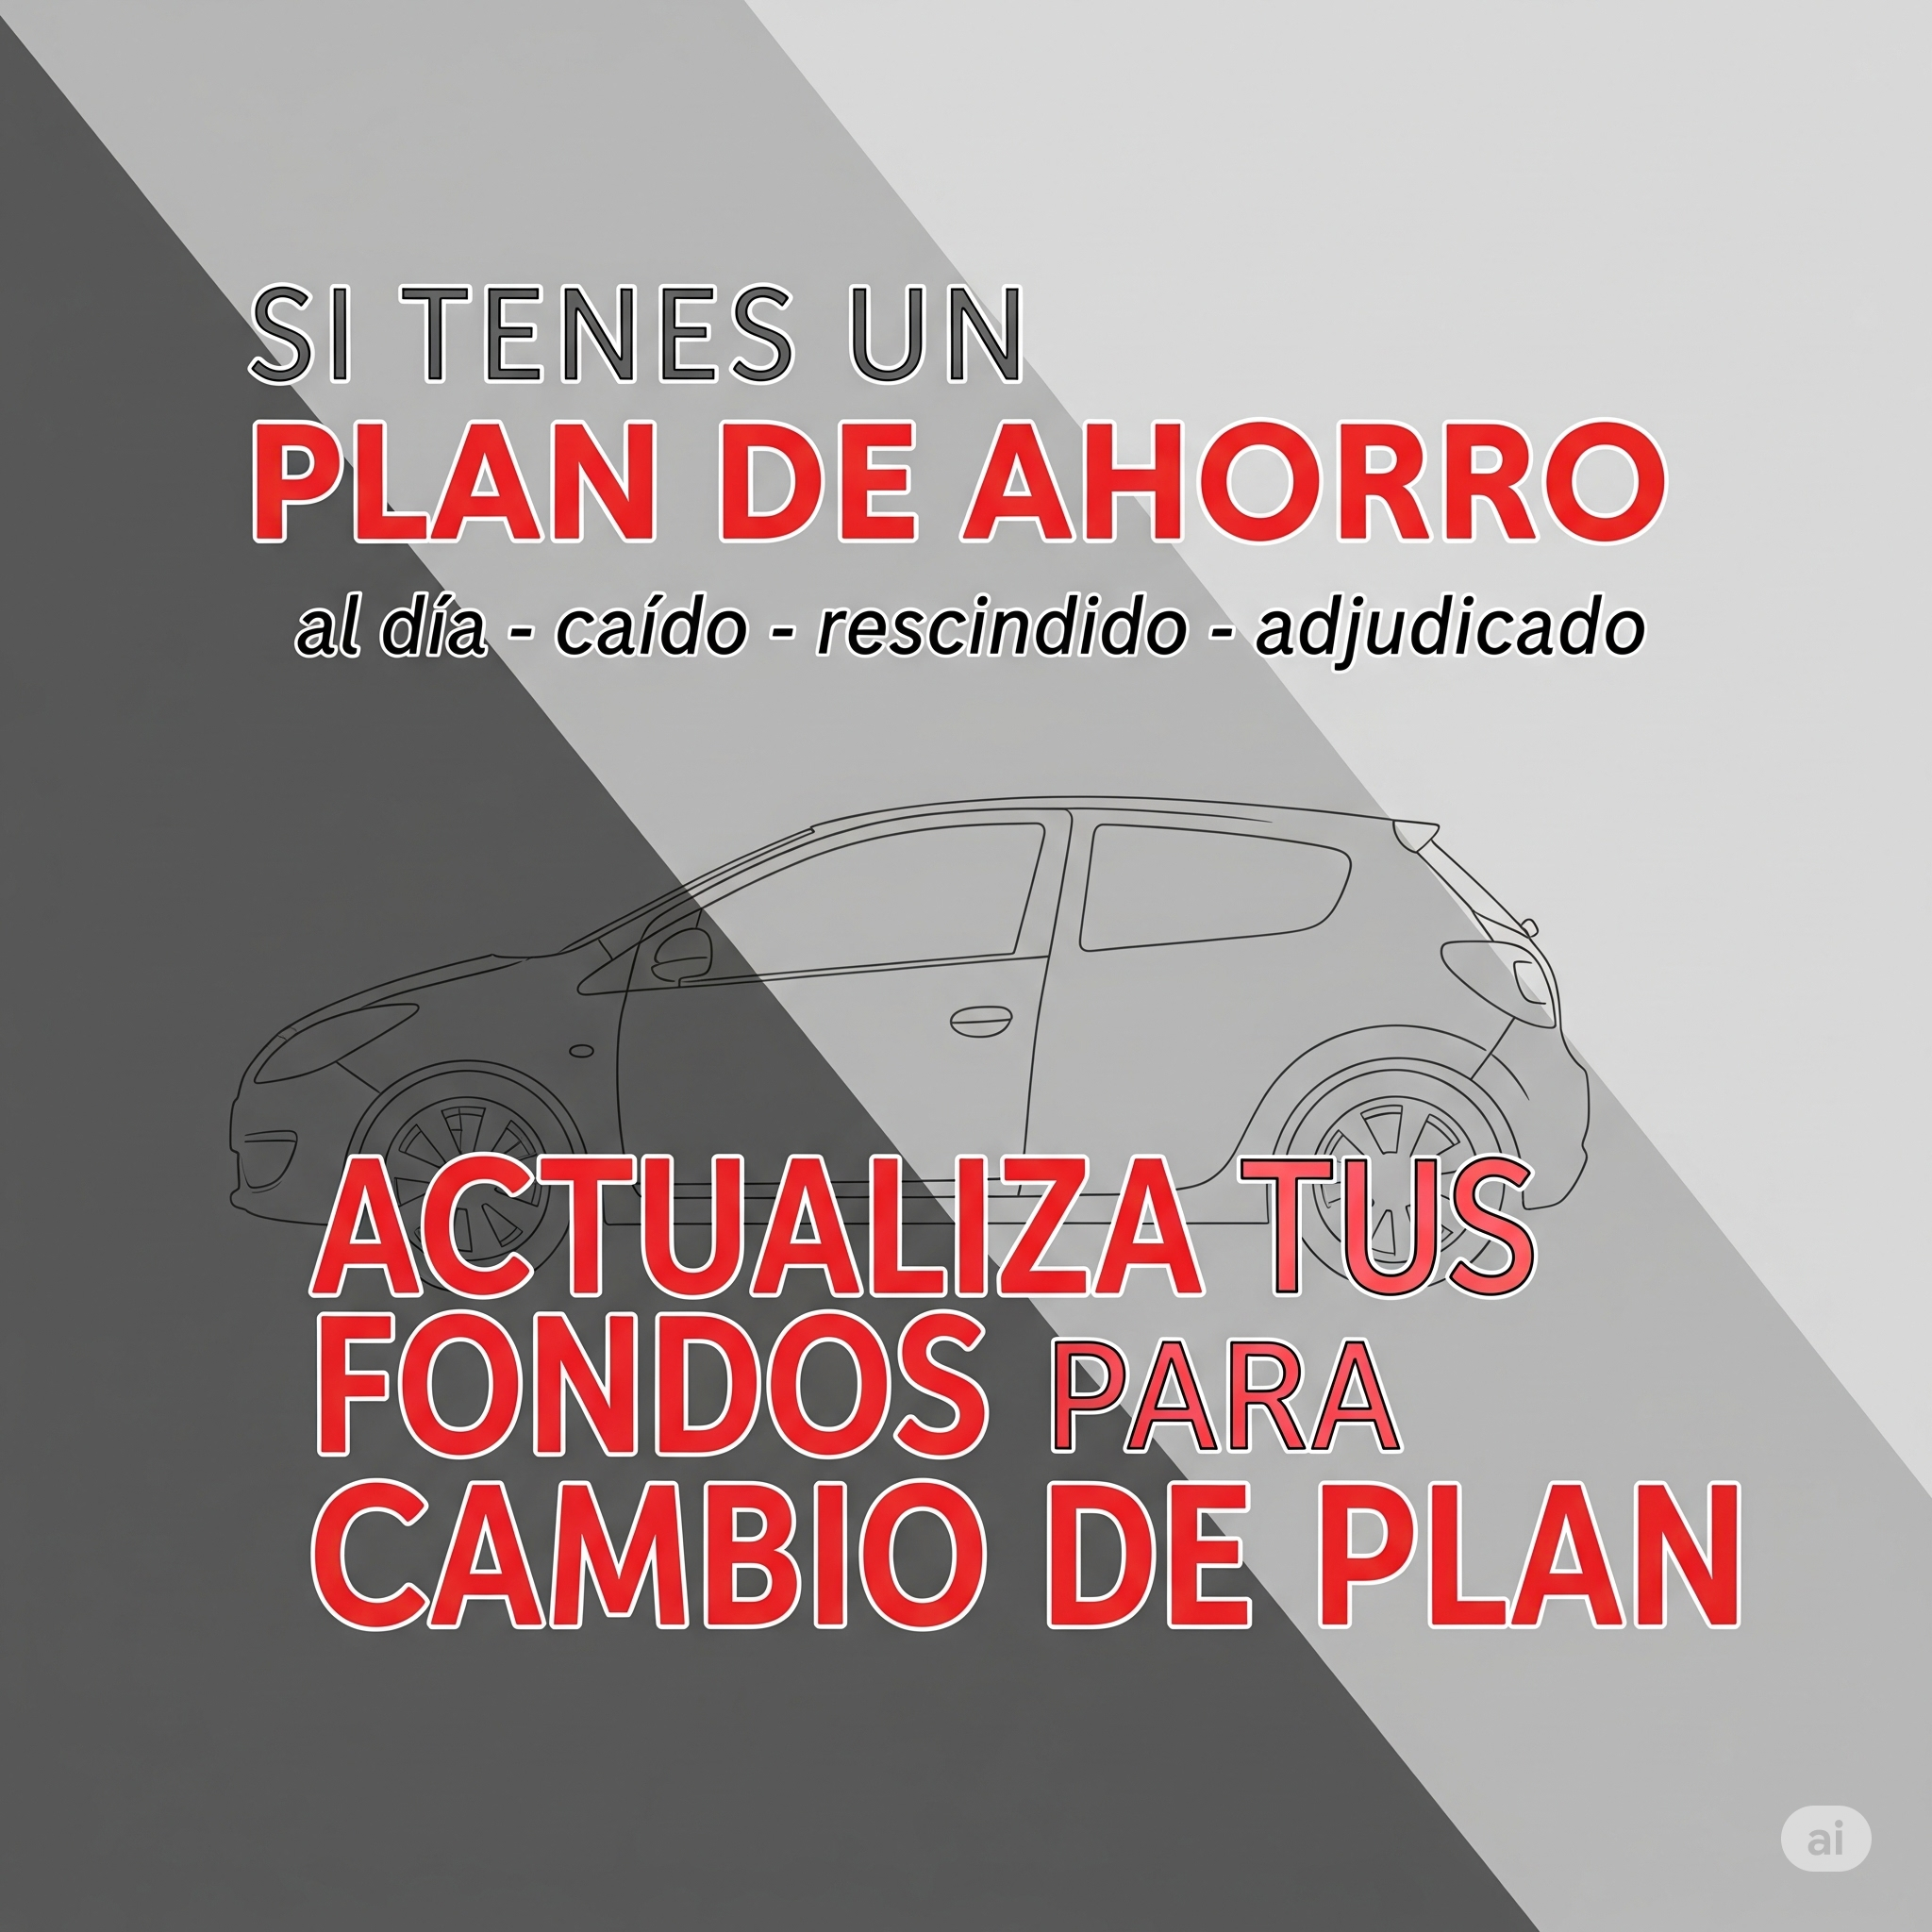 SI TENES UN
PLAN DE AHORRO
al día - caído - rescindido - adjudicado
ACTUALIZA TUS
FONDOS PARA
CAMBIO DE PLAN
ai